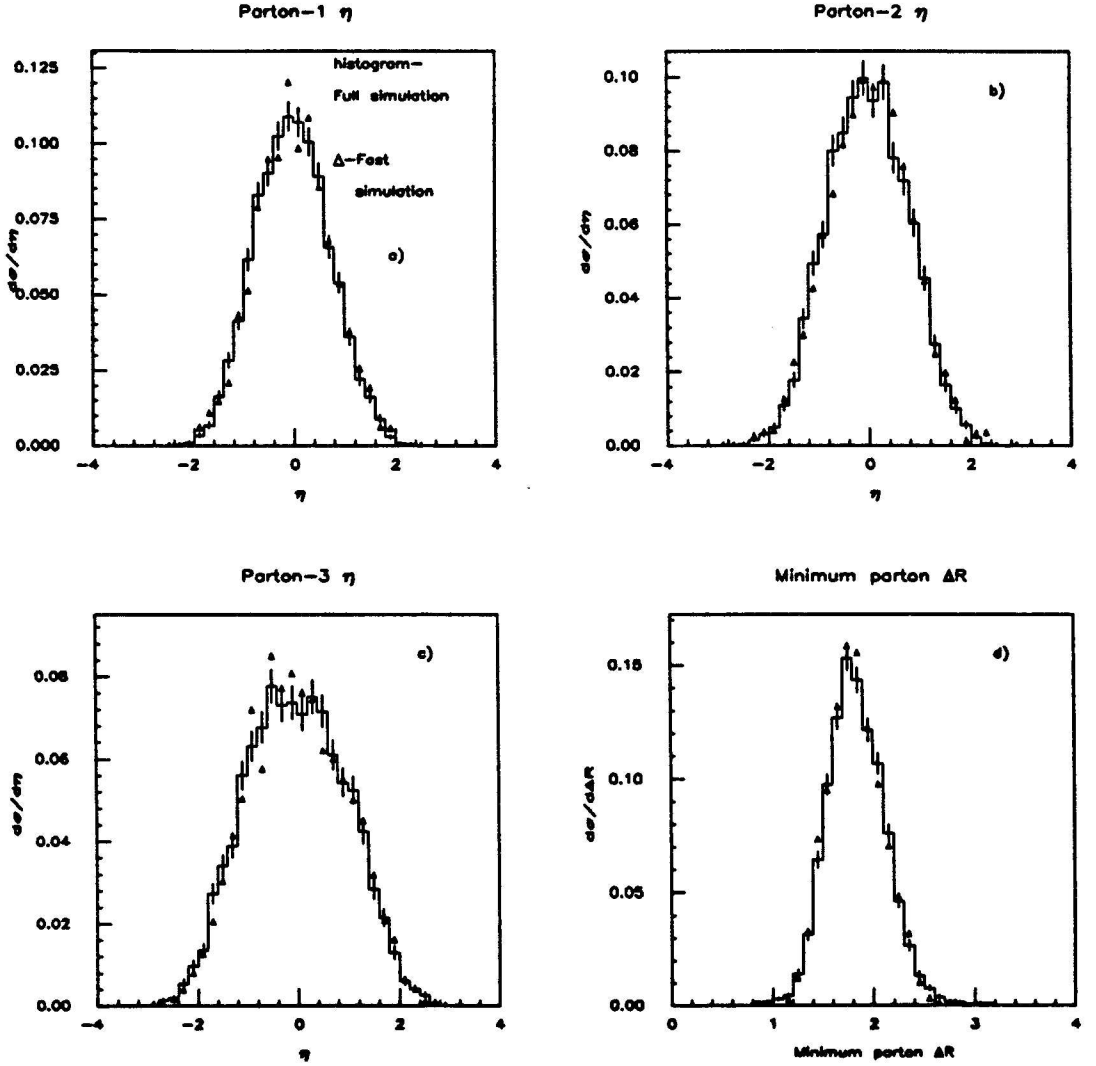 Parton-1 η
0.125
0.100
0.075
0.050
0.025
0.000
dσ/dη
histogram-
Full simulation
Δ-Fast
simulation
a)
-4
-2
0
2
4
η
Parton-2 η
0.10
0.08
0.06
0.04
0.02
0.00
dσ/dη
b)
-4
-2
0
2
4
η
Parton-3 η
0.08
0.06
0.04
0.02
0.00
dσ/dη
c)
-4
-2
0
2
4
η
Minimum parton ΔR
0.15
0.10
0.05
0.00
dσ/dΔR
d)
0
1
2
3
4
Minimum parton ΔR